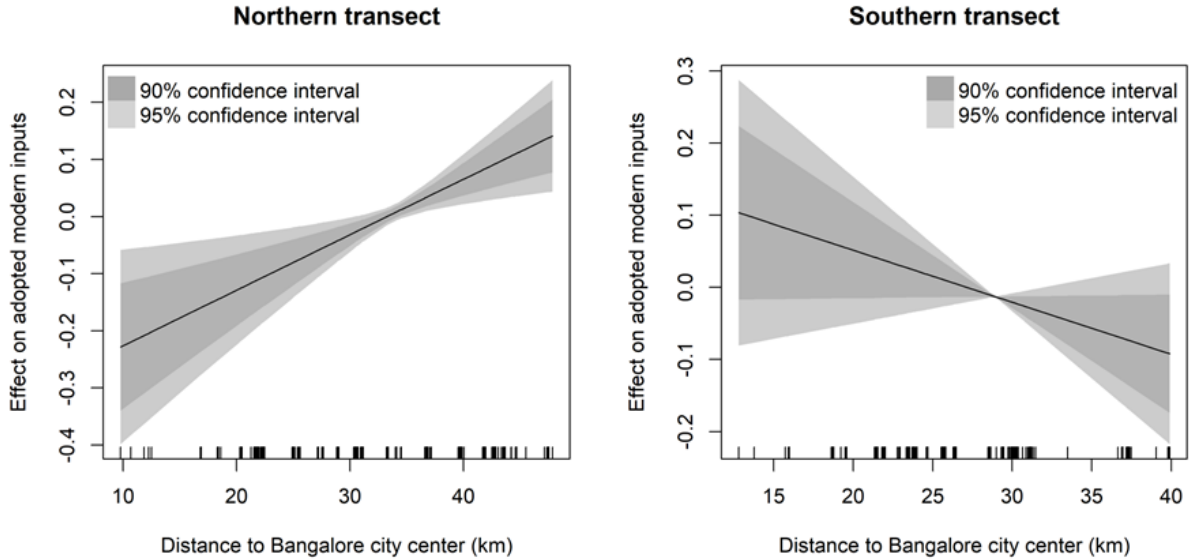 Northern transect
90% confidence interval
95% confidence interval
Effect on adopted modern inputs
0.2
0.1
0.0
-0.1
-0.2
-0.3
-0.4
10 20 30 40
Distance to Bangalore city center (km)
Southern transect
90% confidence interval
95% confidence interval
Effect on adopted modern inputs
0.3
0.2
0.1
0.0
-0.1
-0.2
15 20 25 30 35 40
Distance to Bangalore city center (km)